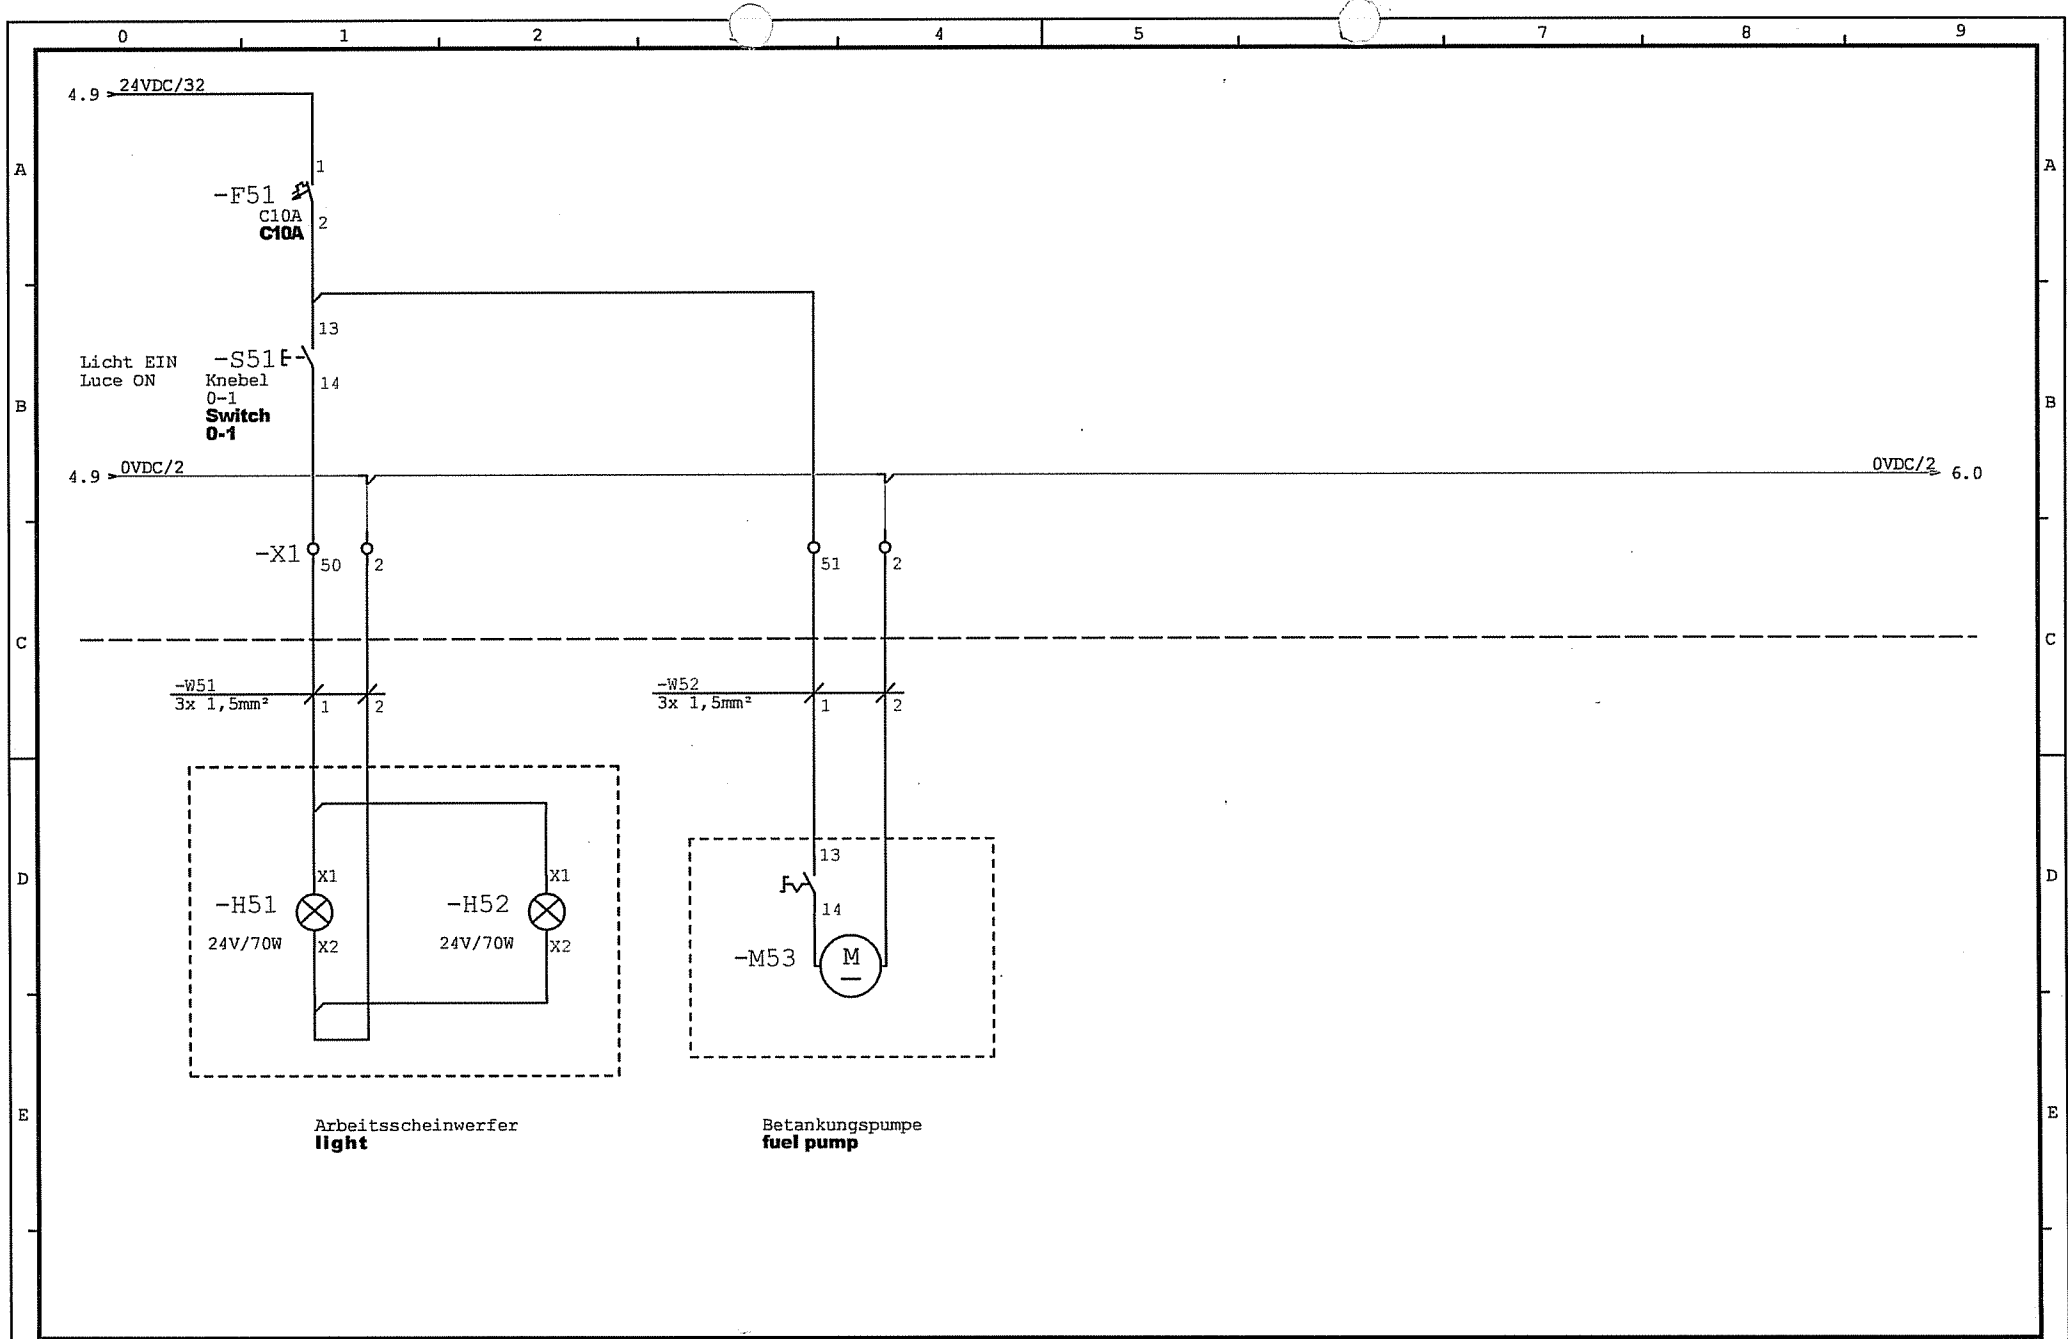 0 1 2 4 5 7 8 9
24VDC/32
4.9
A A
1
-F51
C10A
2
C10A
13
Licht EIN -S51
Luce ON Knebel 14
0-1
B B
Switch
0-1
0VDC/2 0VDC/2
4.9 6.0
-X1 50 2 51 2
C C
-W51 -W52
3x 1,5mm² 1 2 3x 1,5mm² 1 2
13
D X1 X1 D
-H51 -H52 14
24V/70W X2 24V/70W X2
-M53 M
E E
Arbeitsscheinwerfer Betankungspumpe
light fuel pump